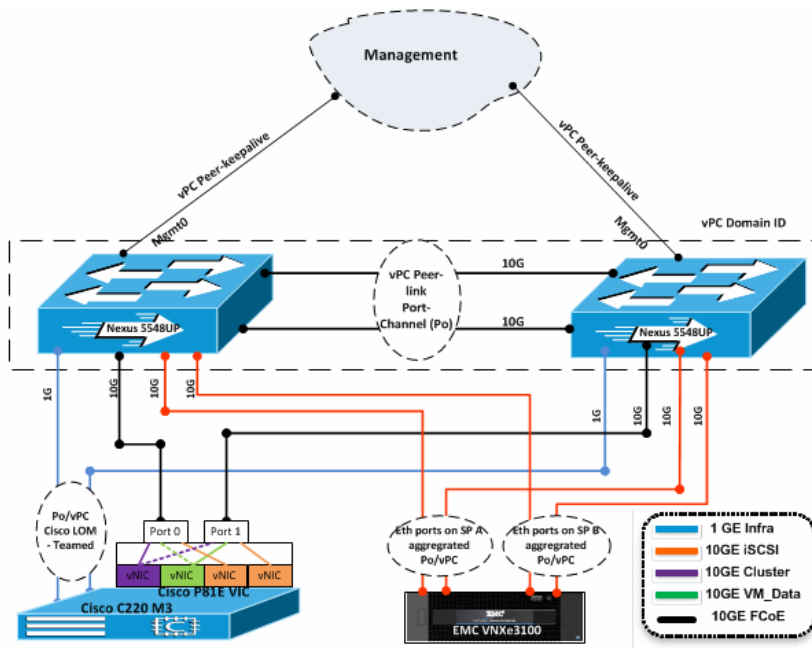 Management
vPC Peer-keepalive
vPC Peer-keepalive
Mgmt0
Mgmt0
vPC Domain ID
vPC Peer-
link
Port-
Channel (Po)
10G
10G
Nexus 5548UP
Nexus 5548UP
1G
10G
10G
10G
1G
10G
10G
10G
Po/vPC
Cisco LOM
- Teamed
Port 0
Port 1
vNIC
vNIC
vNIC
vNIC
Cisco P81E VIC
Cisco C220 M3
Eth ports on SP A
aggregrated
Po/vPC
Eth ports on SP B
aggregrated
Po/vPC
EMC
EMC VNXe3100
1 GE Infra
10GE iSCSI
10GE Cluster
10GE VM_Data
10GE FCoE